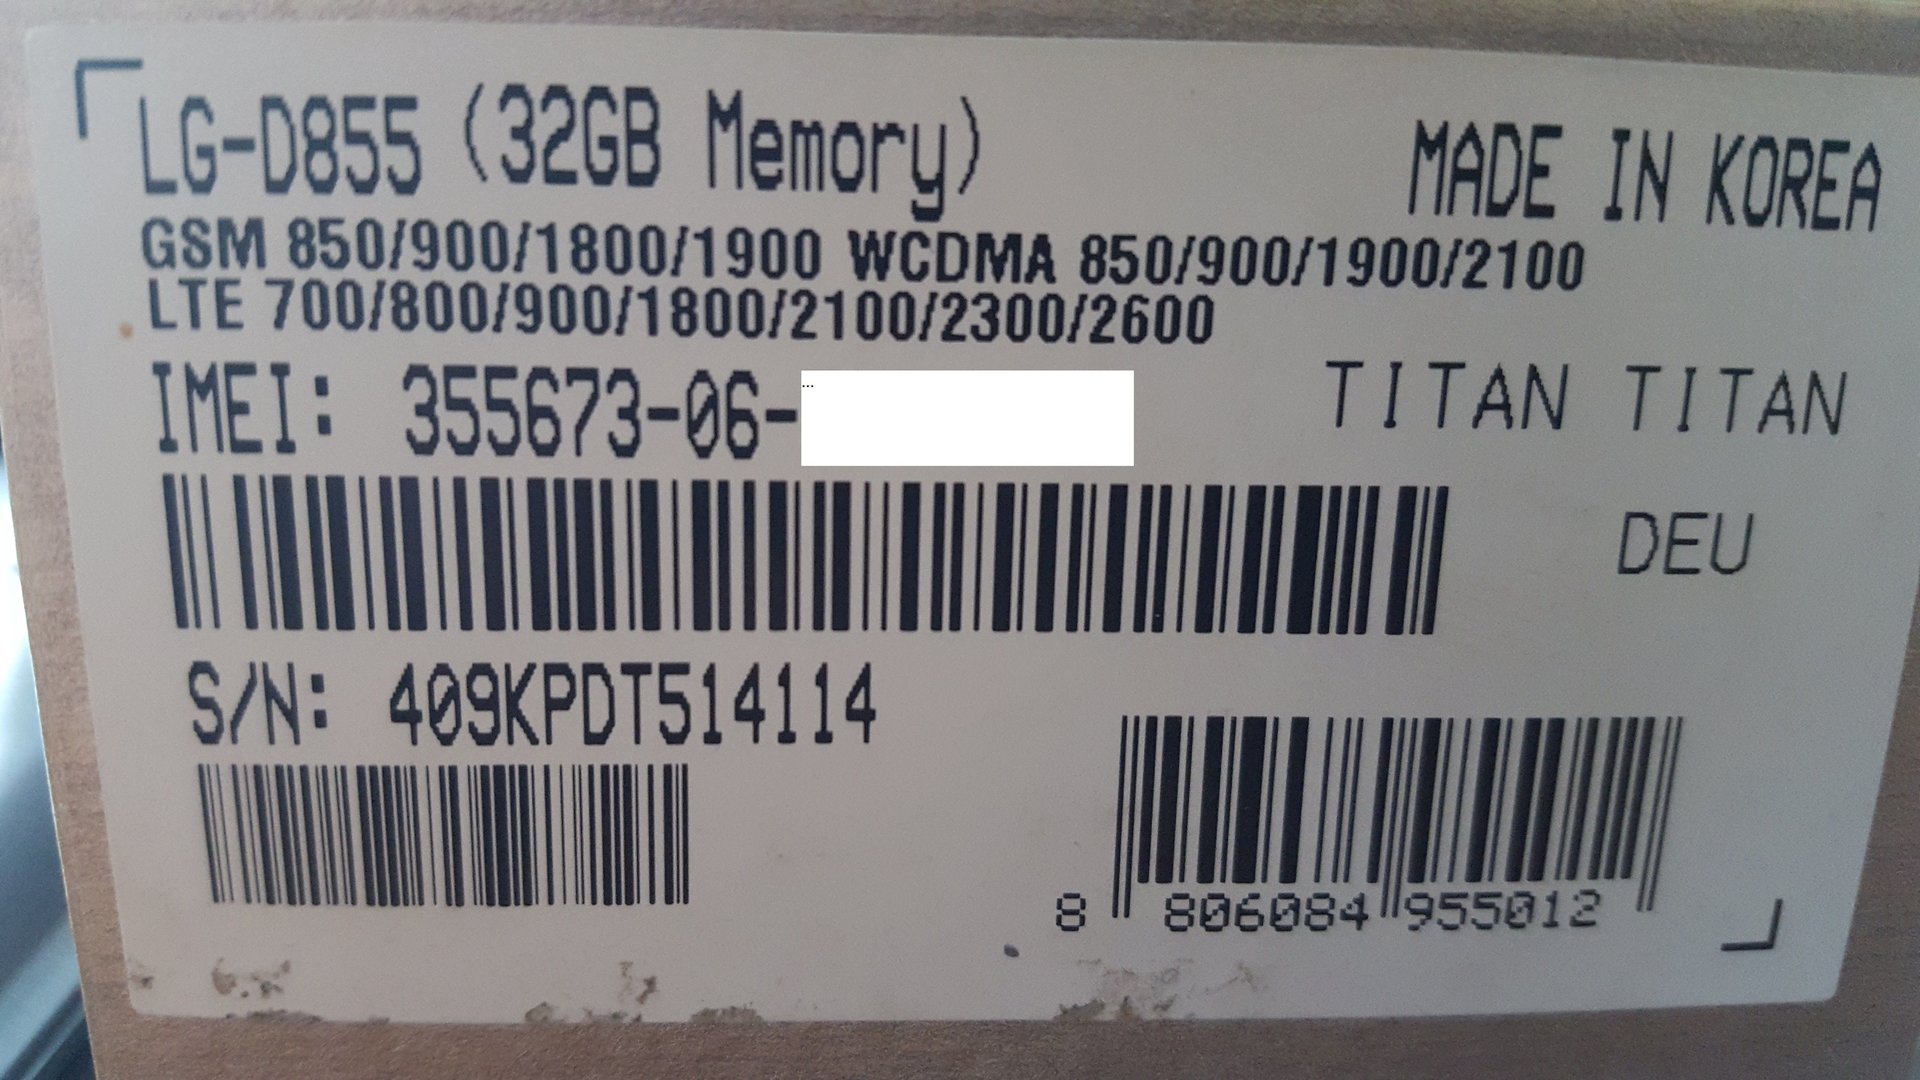 LG-D855 (32GB Memory)
MADE IN KOREA
GSM 850/900/1800/1900 WCDMA 850/900/1900/2100
LTE 700/800/900/1800/2100/2300/2600
IMEI: 355673-06-...
TITAN TITAN
DEU
S/N: 409KPDT514114
8 806084 955012